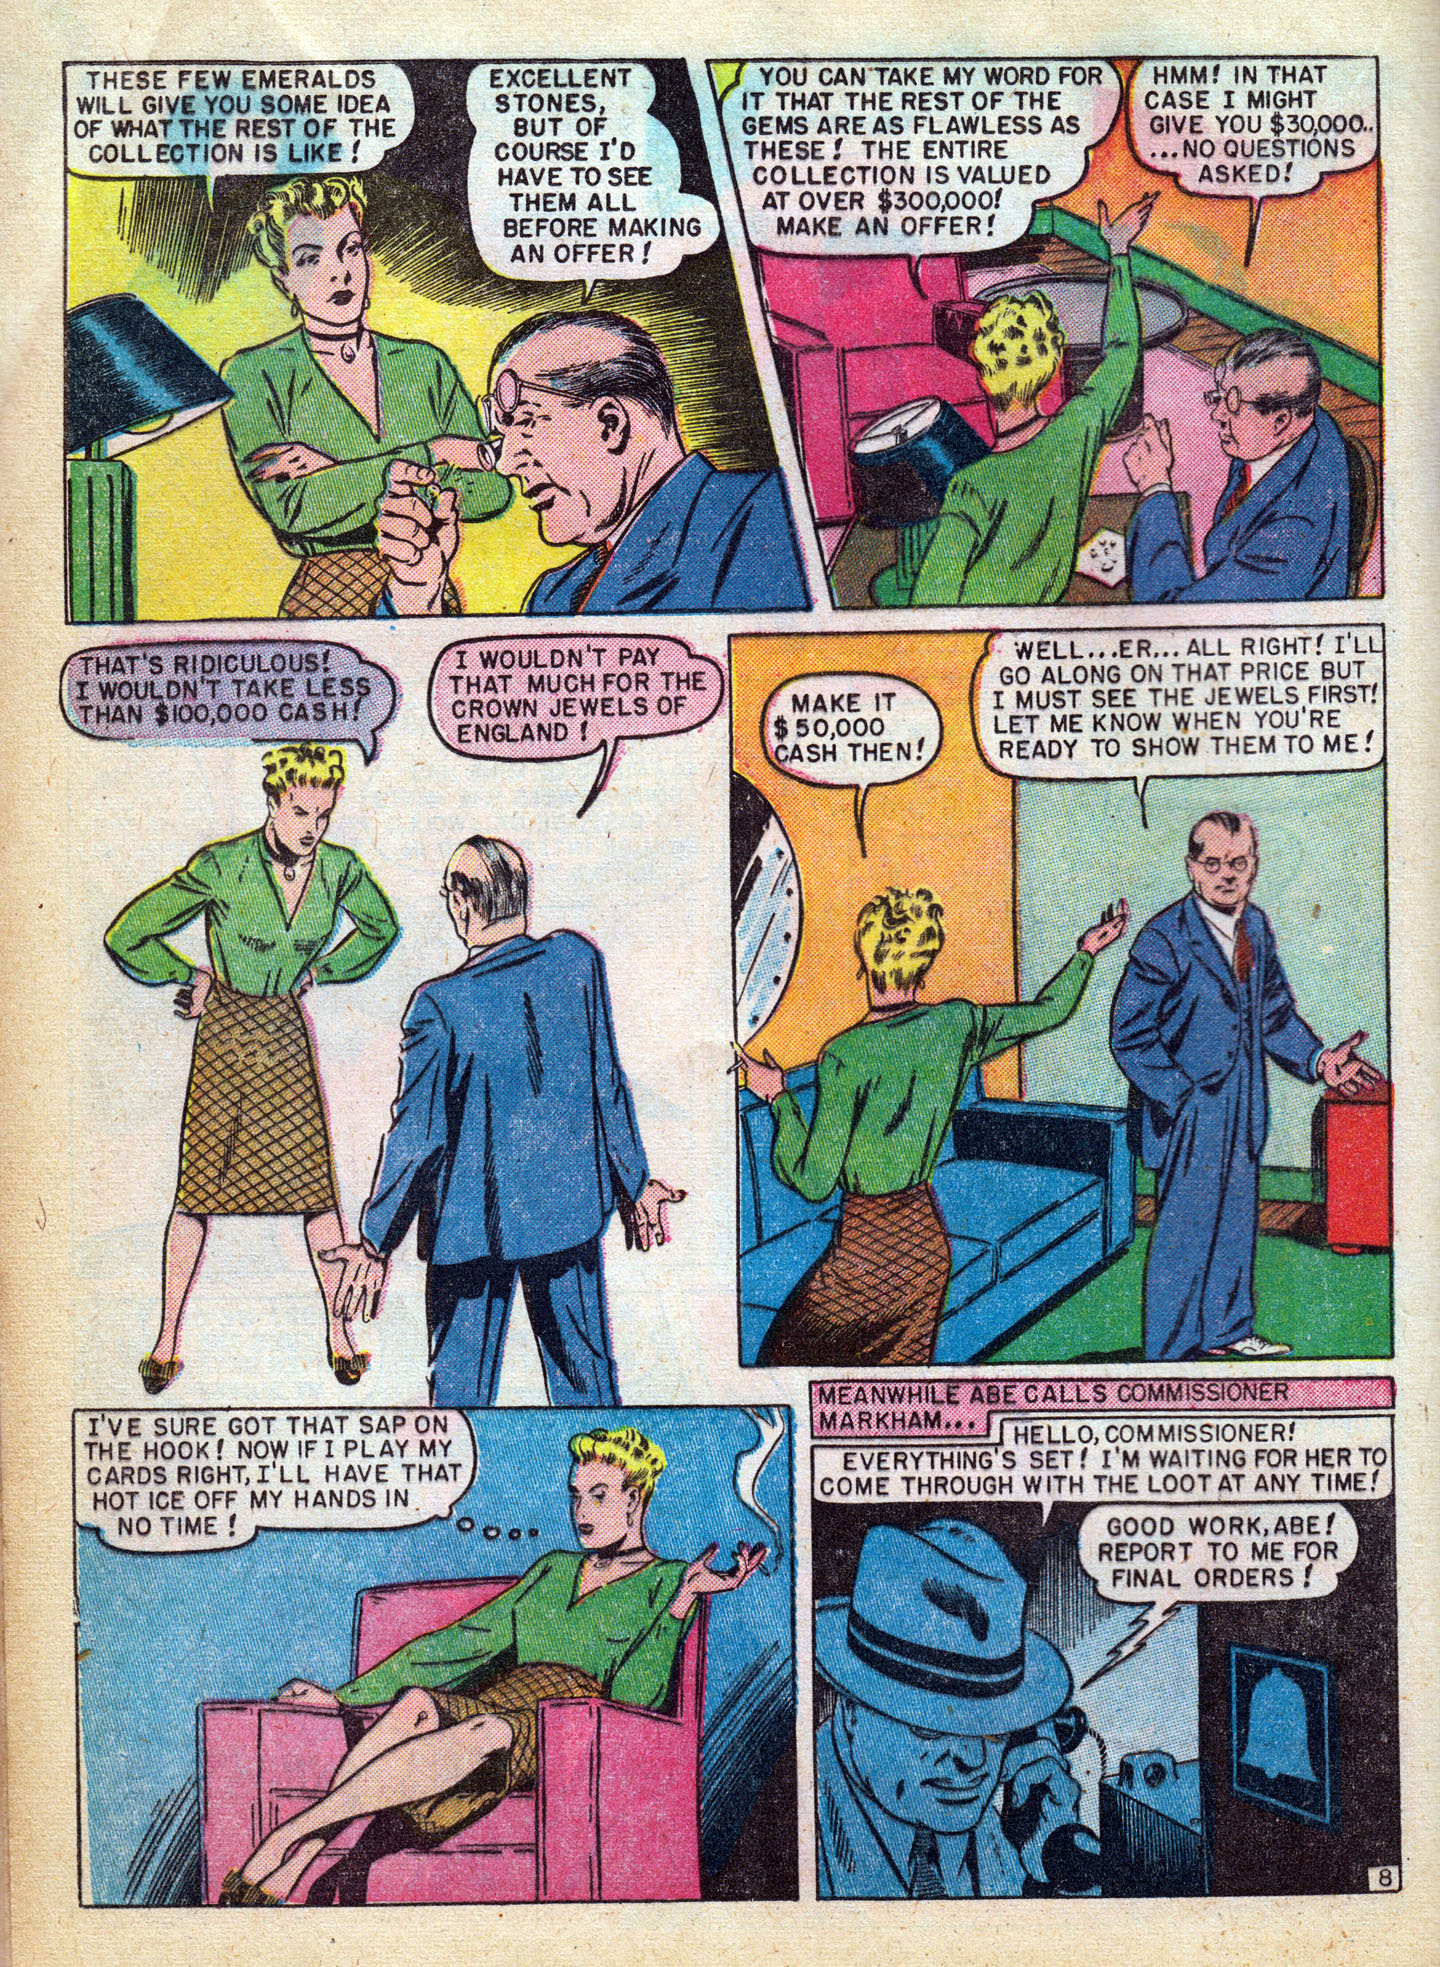 THESE FEW EMERALDS
WILL GIVE YOU SOME IDEA
OF WHAT THE REST OF THE
COLLECTION IS LIKE!
EXCELLENT
STONES,
BUT OF
COURSE I'D
HAVE TO SEE
THEM ALL
BEFORE MAKING
AN OFFER!
YOU CAN TAKE MY WORD FOR
IT THAT THE REST OF THE
GEMS ARE AS FLAWLESS AS
THESE! THE ENTIRE
COLLECTION IS VALUED
AT OVER $300,000!
MAKE AN OFFER!
HMM! IN THAT
CASE I MIGHT
GIVE YOU $30,000..
...NO QUESTIONS
ASKED!
THAT'S RIDICULOUS!
I WOULDN'T TAKE LESS
THAN $100,000 CASH!
I WOULDN'T PAY
THAT MUCH FOR THE
CROWN JEWELS OF
ENGLAND!
MAKE IT
$50,000
CASH THEN!
WELL...ER...ALL RIGHT! I'LL
GO ALONG ON THAT PRICE BUT
I MUST SEE THE JEWELS FIRST!
LET ME KNOW WHEN YOU'RE
READY TO SHOW THEM TO ME!
I'VE SURE GOT THAT SAP ON
THE HOOK! NOW IF I PLAY MY
CARDS RIGHT, I'LL HAVE THAT
HOT ICE OFF MY HANDS IN
NO TIME!
MEANWHILE ABE CALLS COMMISSIONER
MARKHAM...
HELLO, COMMISSIONER!
EVERYTHING'S SET! I'M WAITING FOR HER TO
COME THROUGH WITH THE LOOT AT ANY TIME!
GOOD WORK, ABE!
REPORT TO ME FOR
FINAL ORDERS!
8